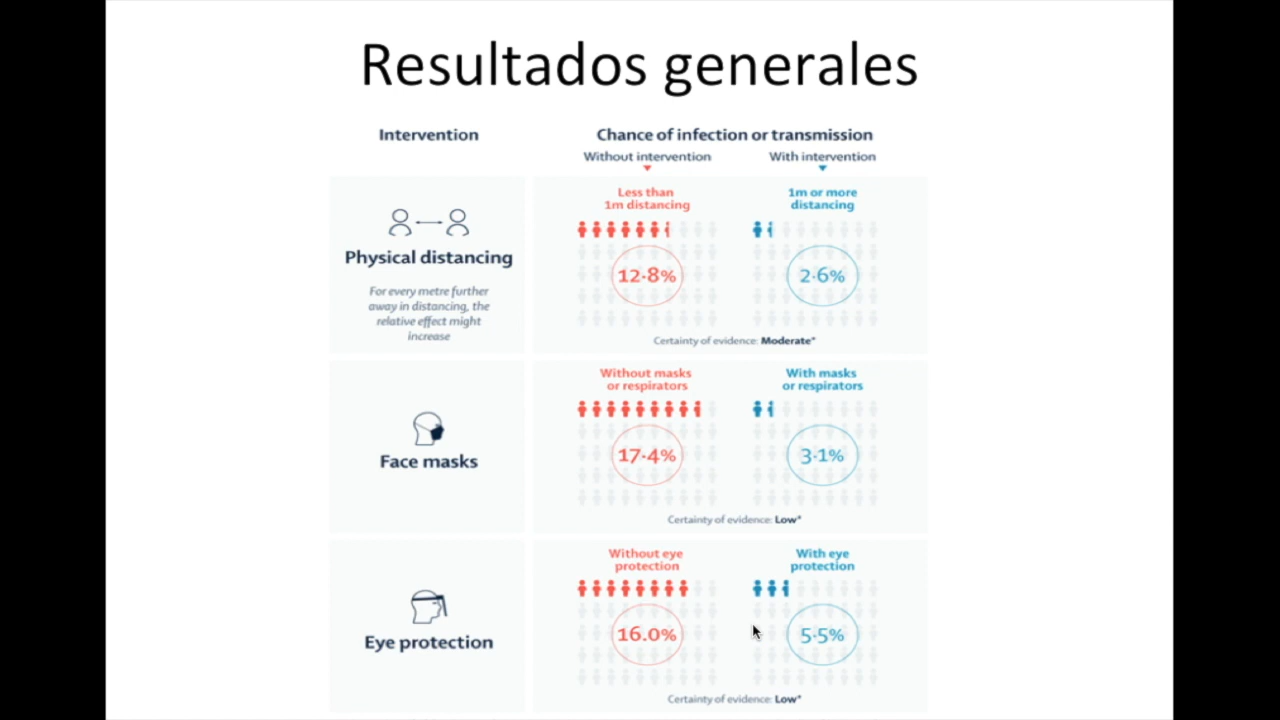 Resultados generales
Intervention
Chance of infection or transmission
Without intervention
With intervention
Physical distancing
For every metre further
away in distancing, the
relative effect might
increase
Less than
1m distancing
12·8%
1m or more
distancing
2·6%
Certainty of evidence: Moderate*
Face masks
Without masks
or respirators
17·4%
With masks
or respirators
3·1%
Certainty of evidence: Low*
Eye protection
Without eye
protection
16.0%
With eye
protection
5·5%
Certainty of evidence: Low*